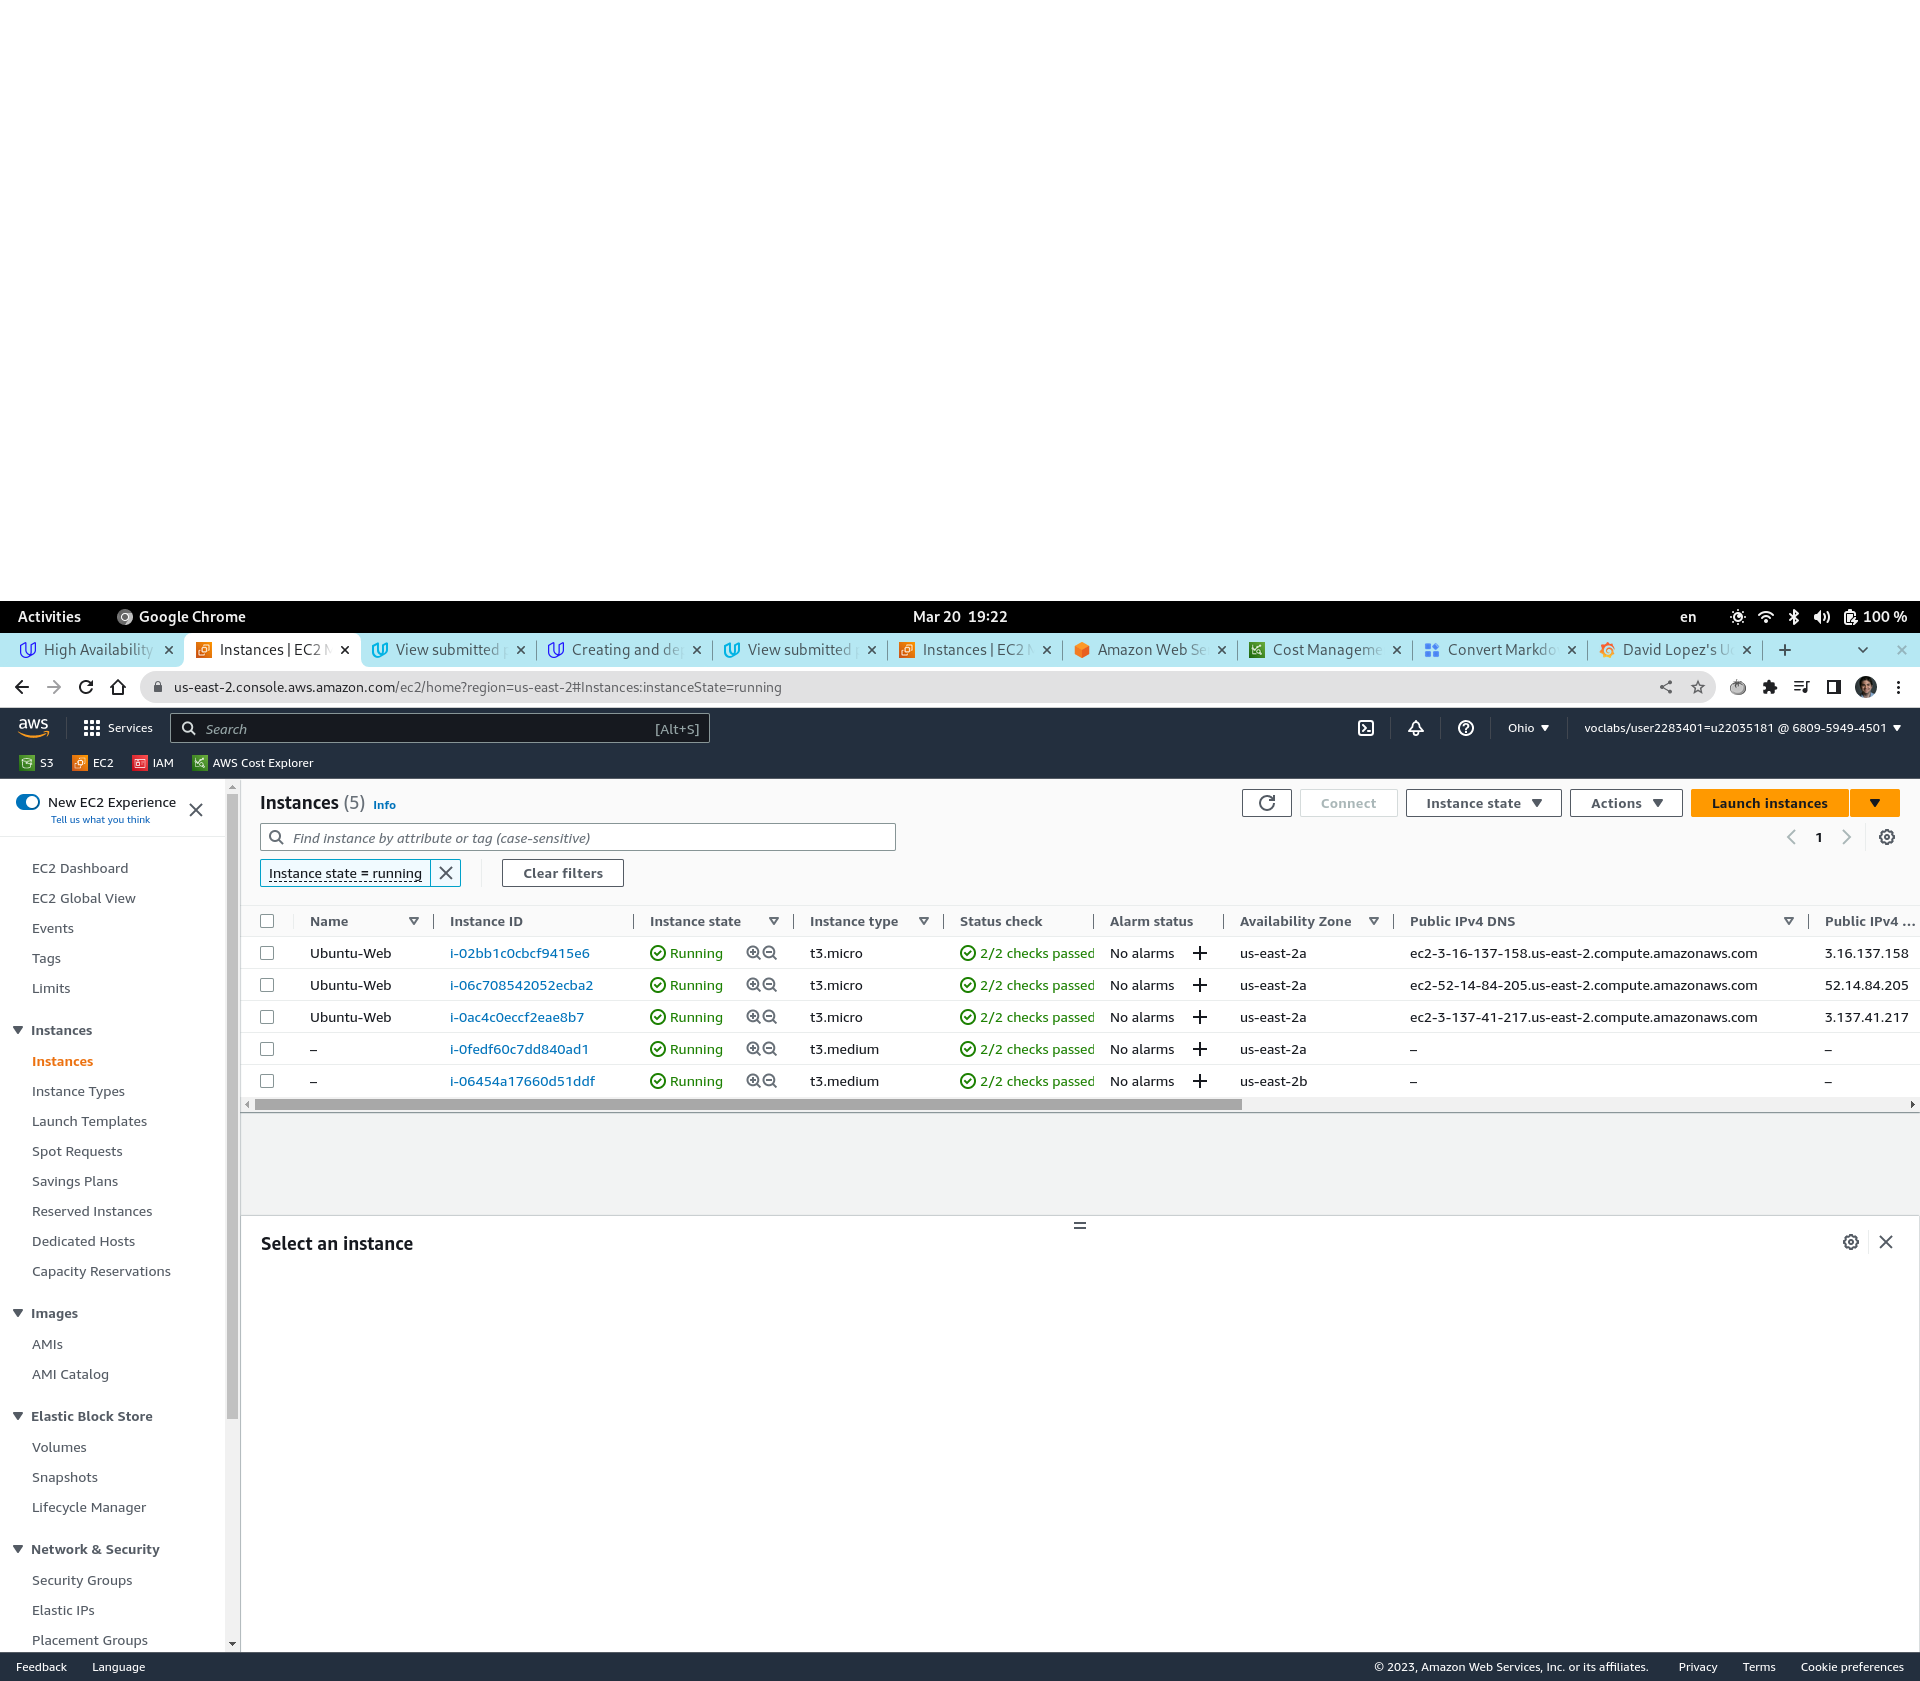 Activities Google Chrome Mar 20 19:22 en 100 %
High Availability Instances | EC2 M View submitted p Creating and de View submitted p Instances | EC2 M Amazon Web Se Cost Manageme Convert Markdo David Lopez's U
us-east-2.console.aws.amazon.com/ec2/home?region=us-east-2#Instances:instanceState=running
aws Services Search [Alt+S] Ohio voclabs/user2283401=u22035181 @ 6809-5949-4501
S3 EC2 IAM AWS Cost Explorer
New EC2 Experience
Tell us what you think
EC2 Dashboard
EC2 Global View
Events
Tags
Limits
Instances
Instances
Instance Types
Launch Templates
Spot Requests
Savings Plans
Reserved Instances
Dedicated Hosts
Capacity Reservations
Images
AMIs
AMI Catalog
Elastic Block Store
Volumes
Snapshots
Lifecycle Manager
Network & Security
Security Groups
Elastic IPs
Placement Groups
Instances (5) Info Connect Instance state Actions Launch instances
Find instance by attribute or tag (case-sensitive) 1
Instance state = running Clear filters
Name Instance ID Instance state Instance type Status check Alarm status Availability Zone Public IPv4 DNS Public IPv4 ...
Ubuntu-Web i-02bb1c0cbcf9415e6 Running t3.micro 2/2 checks passed No alarms us-east-2a ec2-3-16-137-158.us-east-2.compute.amazonaws.com 3.16.137.158
Ubuntu-Web i-06c708542052ecba2 Running t3.micro 2/2 checks passed No alarms us-east-2a ec2-52-14-84-205.us-east-2.compute.amazonaws.com 52.14.84.205
Ubuntu-Web i-0ac4c0eccf2eae8b7 Running t3.micro 2/2 checks passed No alarms us-east-2a ec2-3-137-41-217.us-east-2.compute.amazonaws.com 3.137.41.217
– i-0fedf60c7dd840ad1 Running t3.medium 2/2 checks passed No alarms us-east-2a – –
– i-06454a17660d51ddf Running t3.medium 2/2 checks passed No alarms us-east-2b – –
Select an instance
Feedback Language © 2023, Amazon Web Services, Inc. or its affiliates. Privacy Terms Cookie preferences